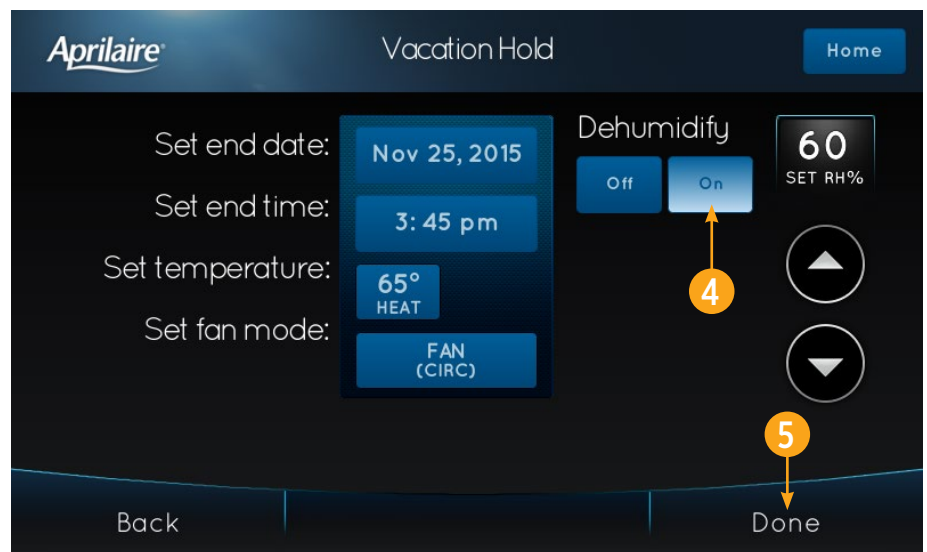 Aprilaire®
Vacation Hold
Home
Set end date:
Nov 25, 2015
Set end time:
3:45 pm
Set temperature:
65°
HEAT
Set fan mode:
FAN
(CIRC)
Dehumidify
Off
On
60
SET RH%
4
5
Back
Done